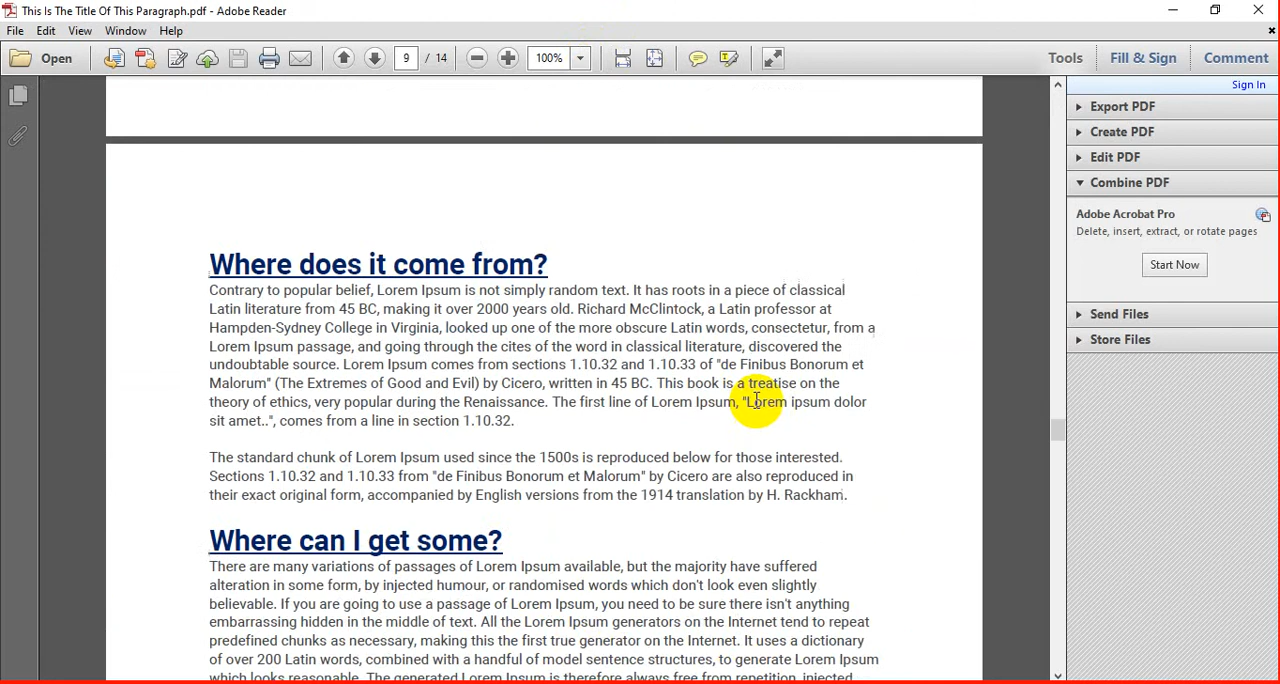 This Is The Title Of This Paragraph.pdf - Adobe Reader
File Edit View Window Help
Open 9 / 14 100% Tools Fill & Sign Comment
Sign In
Export PDF
Create PDF
Edit PDF
Combine PDF
Adobe Acrobat Pro
Delete, insert, extract, or rotate pages
Start Now
Send Files
Store Files
Where does it come from?
Contrary to popular belief, Lorem Ipsum is not simply random text. It has roots in a piece of classical
Latin literature from 45 BC, making it over 2000 years old. Richard McClintock, a Latin professor at
Hampden-Sydney College in Virginia, looked up one of the more obscure Latin words, consectetur, from a
Lorem Ipsum passage, and going through the cites of the word in classical literature, discovered the
undoubtable source. Lorem Ipsum comes from sections 1.10.32 and 1.10.33 of "de Finibus Bonorum et
Malorum" (The Extremes of Good and Evil) by Cicero, written in 45 BC. This book is a treatise on the
theory of ethics, very popular during the Renaissance. The first line of Lorem Ipsum, "Lorem ipsum dolor
sit amet..", comes from a line in section 1.10.32.
The standard chunk of Lorem Ipsum used since the 1500s is reproduced below for those interested.
Sections 1.10.32 and 1.10.33 from "de Finibus Bonorum et Malorum" by Cicero are also reproduced in
their exact original form, accompanied by English versions from the 1914 translation by H. Rackham.
Where can I get some?
There are many variations of passages of Lorem Ipsum available, but the majority have suffered
alteration in some form, by injected humour, or randomised words which don't look even slightly
believable. If you are going to use a passage of Lorem Ipsum, you need to be sure there isn't anything
embarrassing hidden in the middle of text. All the Lorem Ipsum generators on the Internet tend to repeat
predefined chunks as necessary, making this the first true generator on the Internet. It uses a dictionary
of over 200 Latin words, combined with a handful of model sentence structures, to generate Lorem Ipsum
which looks reasonable. The generated Lorem Ipsum is therefore always free from repetition, injected